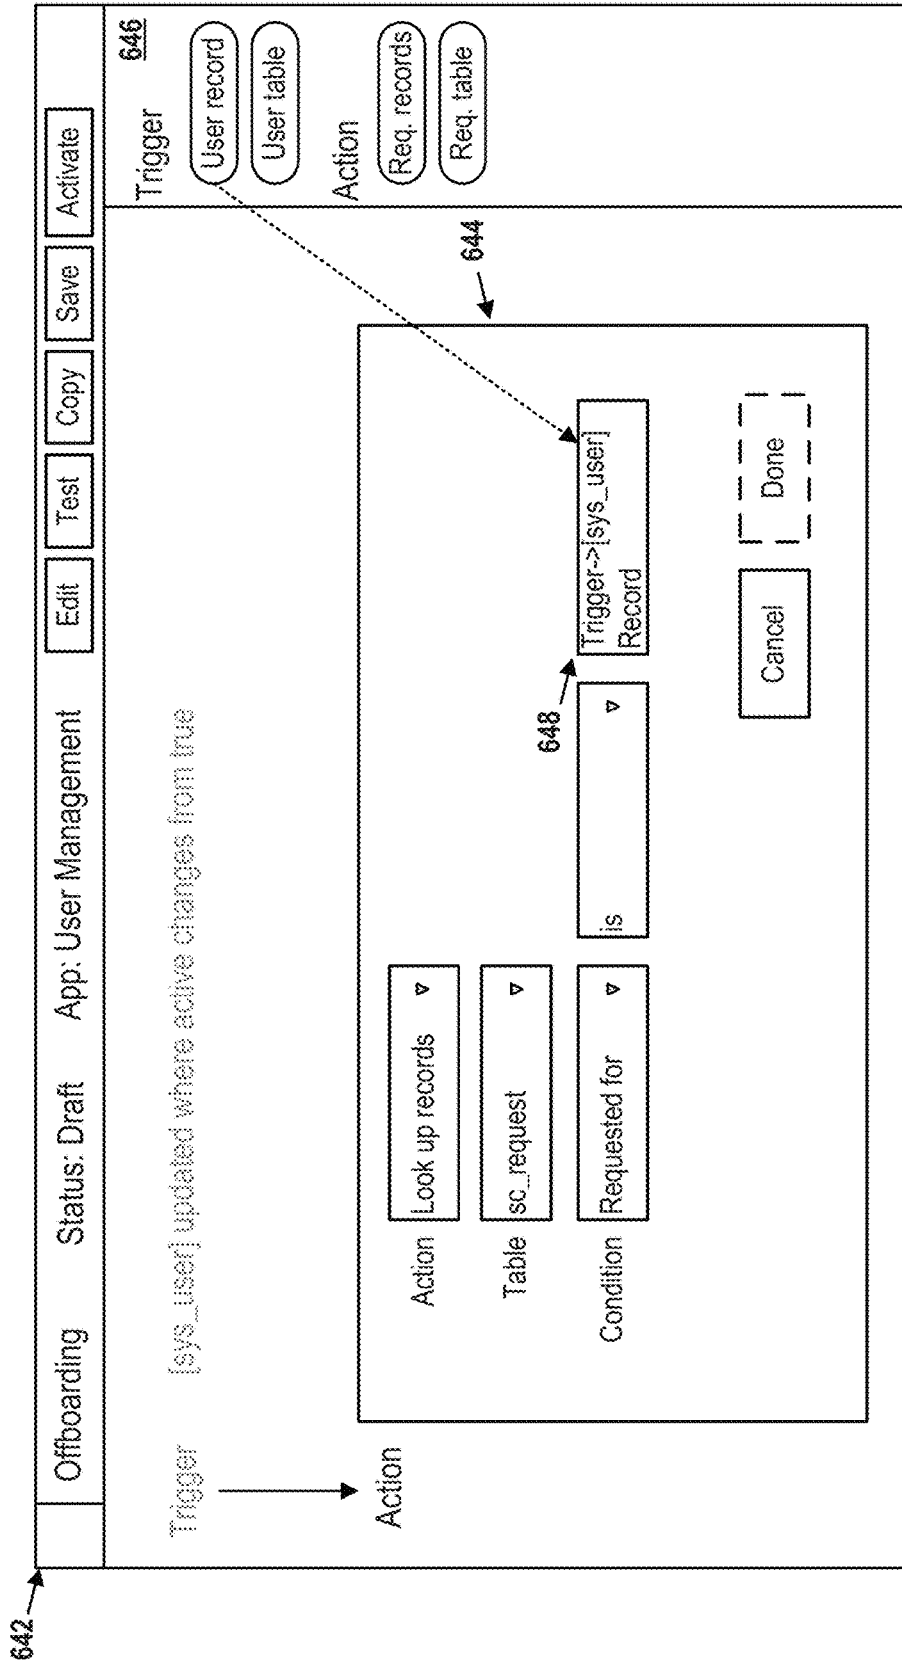 642
Offboarding Status: Draft App: User Management Edit Test Copy Save Activate
646
Trigger [sys_user] updated where active changes from true
Trigger
User record
User table
Action
Req. records
Req. table
Action
644
Action Look up records
Table sc_request
Condition Requested for is
648
Trigger->[sys_user]
Record
Cancel Done